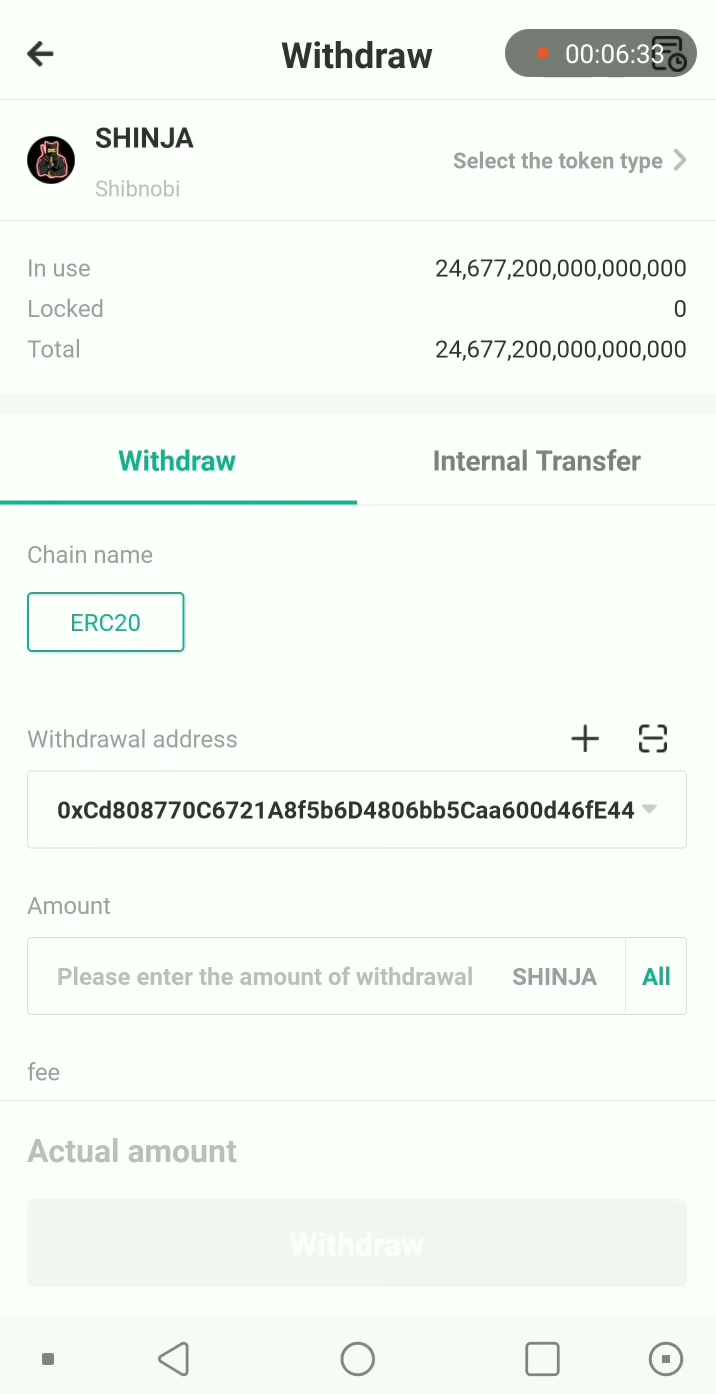 Withdraw
00:06:33
SHINJA
Shibnobi
Select the token type
In use 24,677,200,000,000,000
Locked 0
Total 24,677,200,000,000,000
Withdraw Internal Transfer
Chain name
ERC20
Withdrawal address
0xCd808770C6721A8f5b6D4806bb5Caa600d46fE44
Amount
Please enter the amount of withdrawal SHINJA All
fee
Actual amount
Withdraw